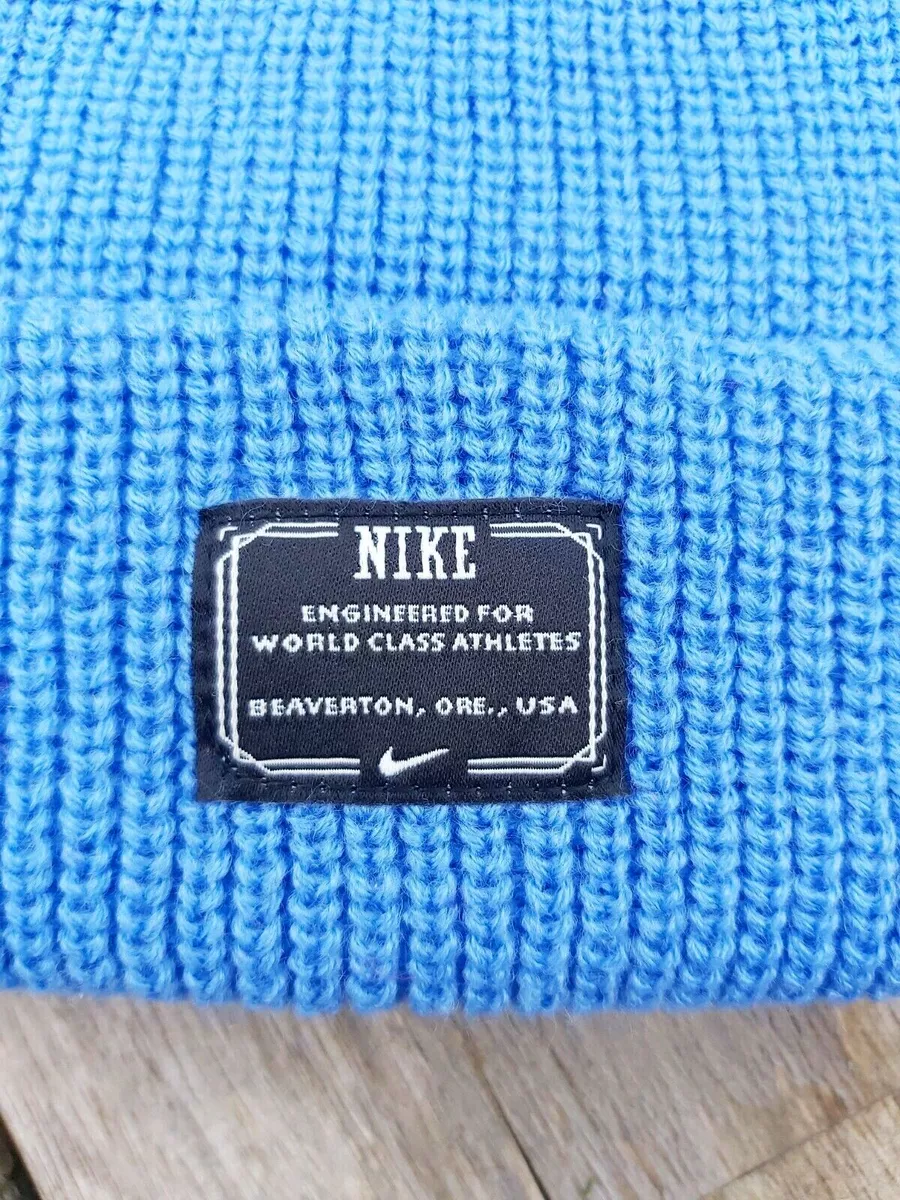 NIKE
ENGINEERED FOR
WORLD CLASS ATHLETES
BEAVERTON, ORE., USA